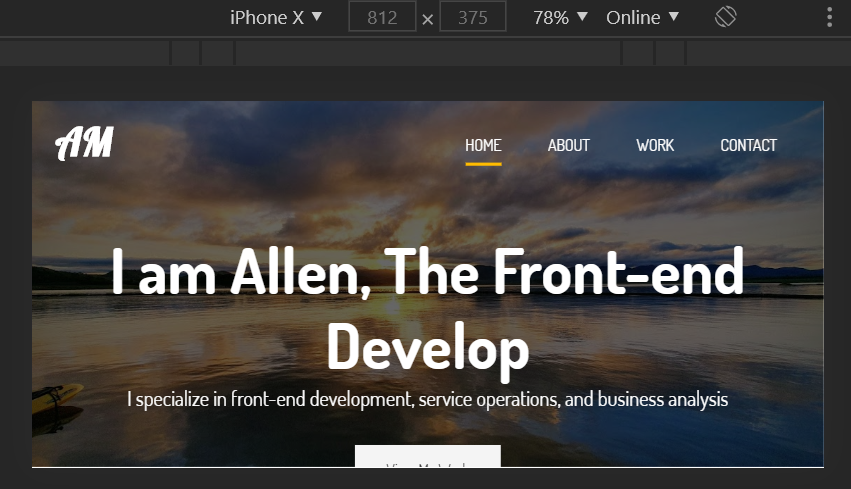 iPhone X ▼ 812 × 375 78% ▼ Online ▼
AM
HOME ABOUT WORK CONTACT
I am Allen, The Front-end
Develop
I specialize in front-end development, service operations, and business analysis